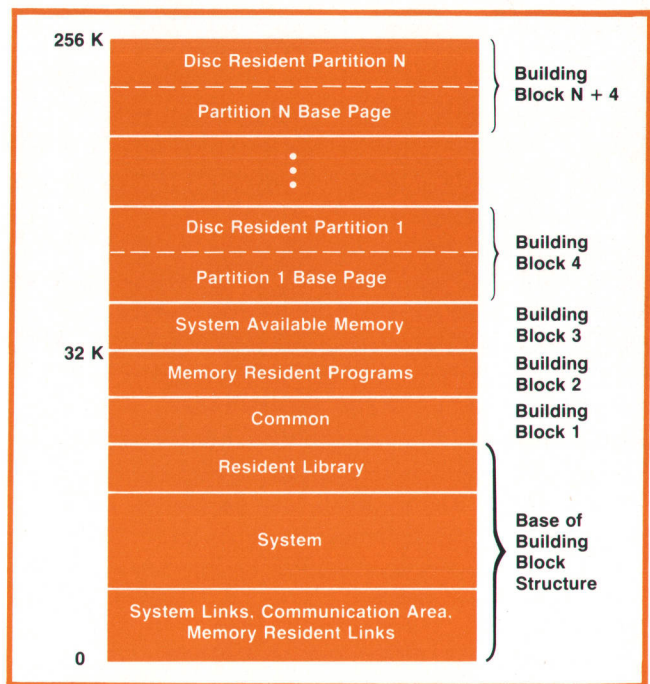 256 K
Disc Resident Partition N
Partition N Base Page
Building
Block N + 4
Disc Resident Partition 1
Partition 1 Base Page
Building
Block 4
System Available Memory
Building
Block 3
32 K
Memory Resident Programs
Building
Block 2
Common
Building
Block 1
Resident Library
System
System Links, Communication Area,
Memory Resident Links
Base of
Building
Block
Structure
0